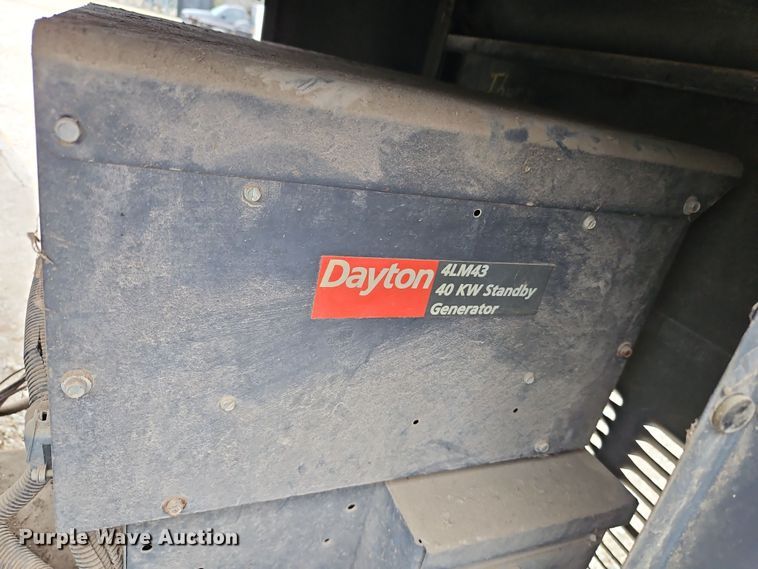 Dayton
4LM43
40 KW Standby
Generator
Purple Wave Auction